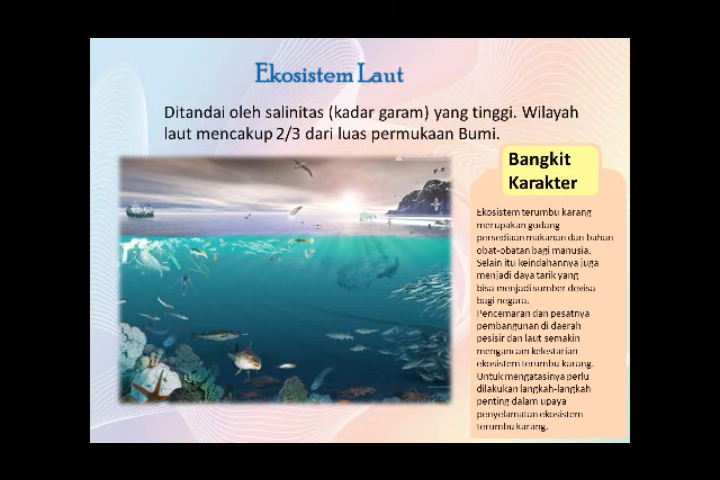 Ekosistem Laut
Ditandai oleh salinitas (kadar garam) yang tinggi. Wilayah
laut mencakup 2/3 dari luas permukaan Bumi.
Bangkit
Karakter
Ekosistem terumbu karang
merupakan gudang
persediaan makanan dan bahan
obat-obatan bagi manusia.
Selain itu keindahannya juga
menjadi daya tarik yang
bisa menjadi sumber devisa
bagi negara.
Pencemaran dan pesatnya
pembangunan di daerah
pesisir dan laut semakin
mengancam kelestarian
ekosistem terumbu karang.
Untuk mengatasinya perlu
dilakukan langkah-langkah
penting dalam upaya
penyelamatan ekosistem
terumbu karang.